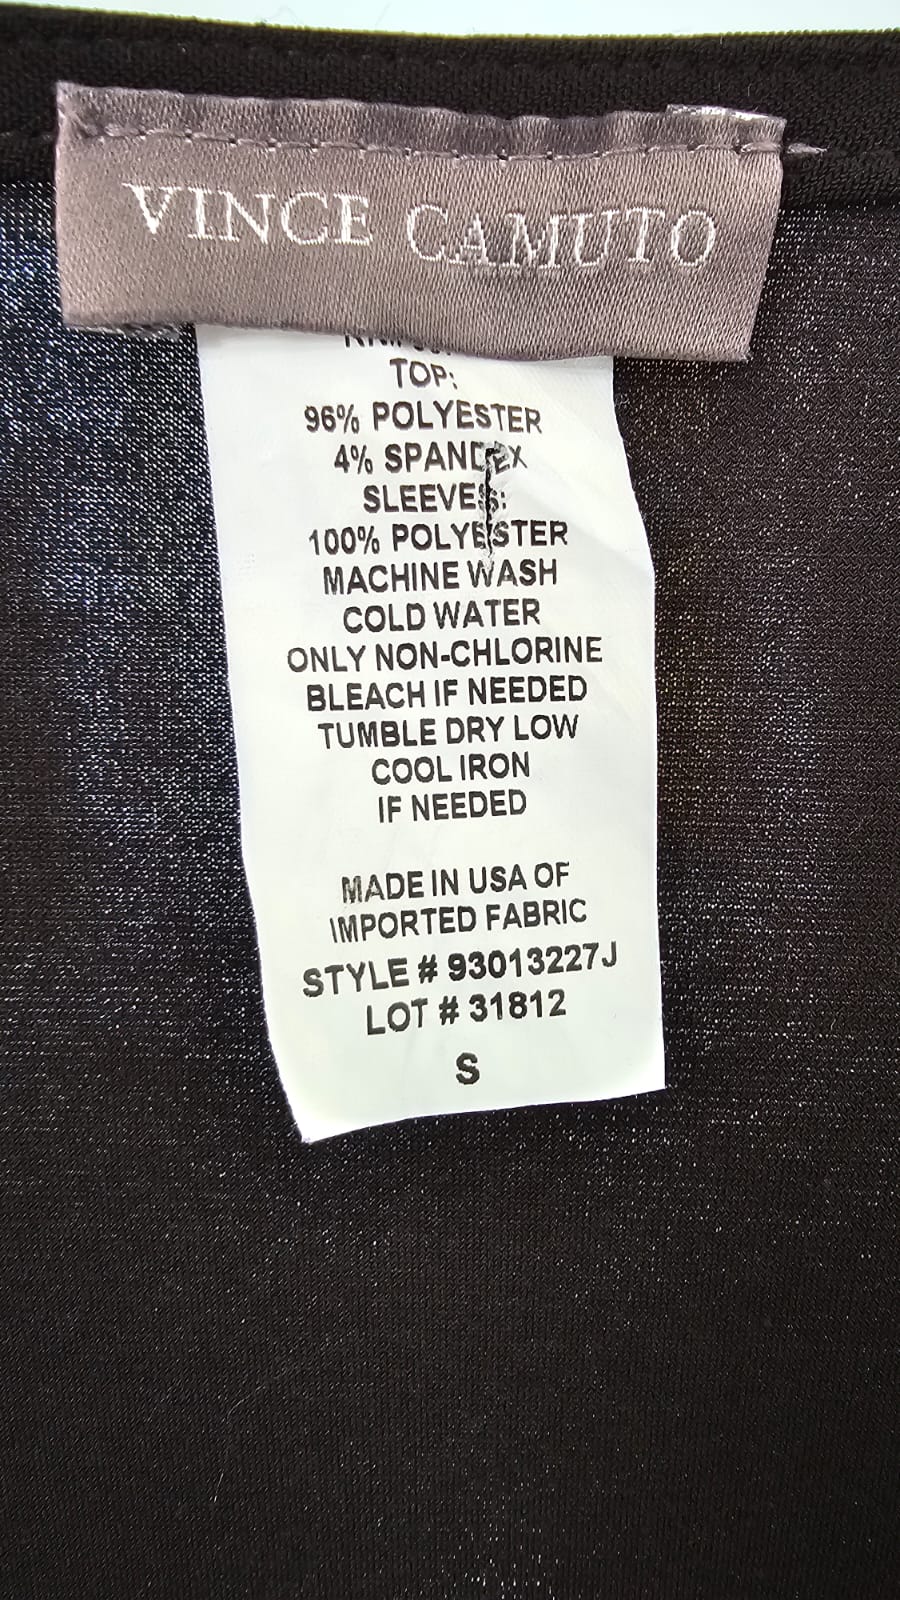 VINCE CAMUTO
TOP:
96% POLYESTER
4% SPANDEX
SLEEVES:
100% POLYESTER
MACHINE WASH
COLD WATER
ONLY NON-CHLORINE
BLEACH IF NEEDED
TUMBLE DRY LOW
COOL IRON
IF NEEDED
MADE IN USA OF
IMPORTED FABRIC
STYLE # 93013227J
LOT # 31812
S